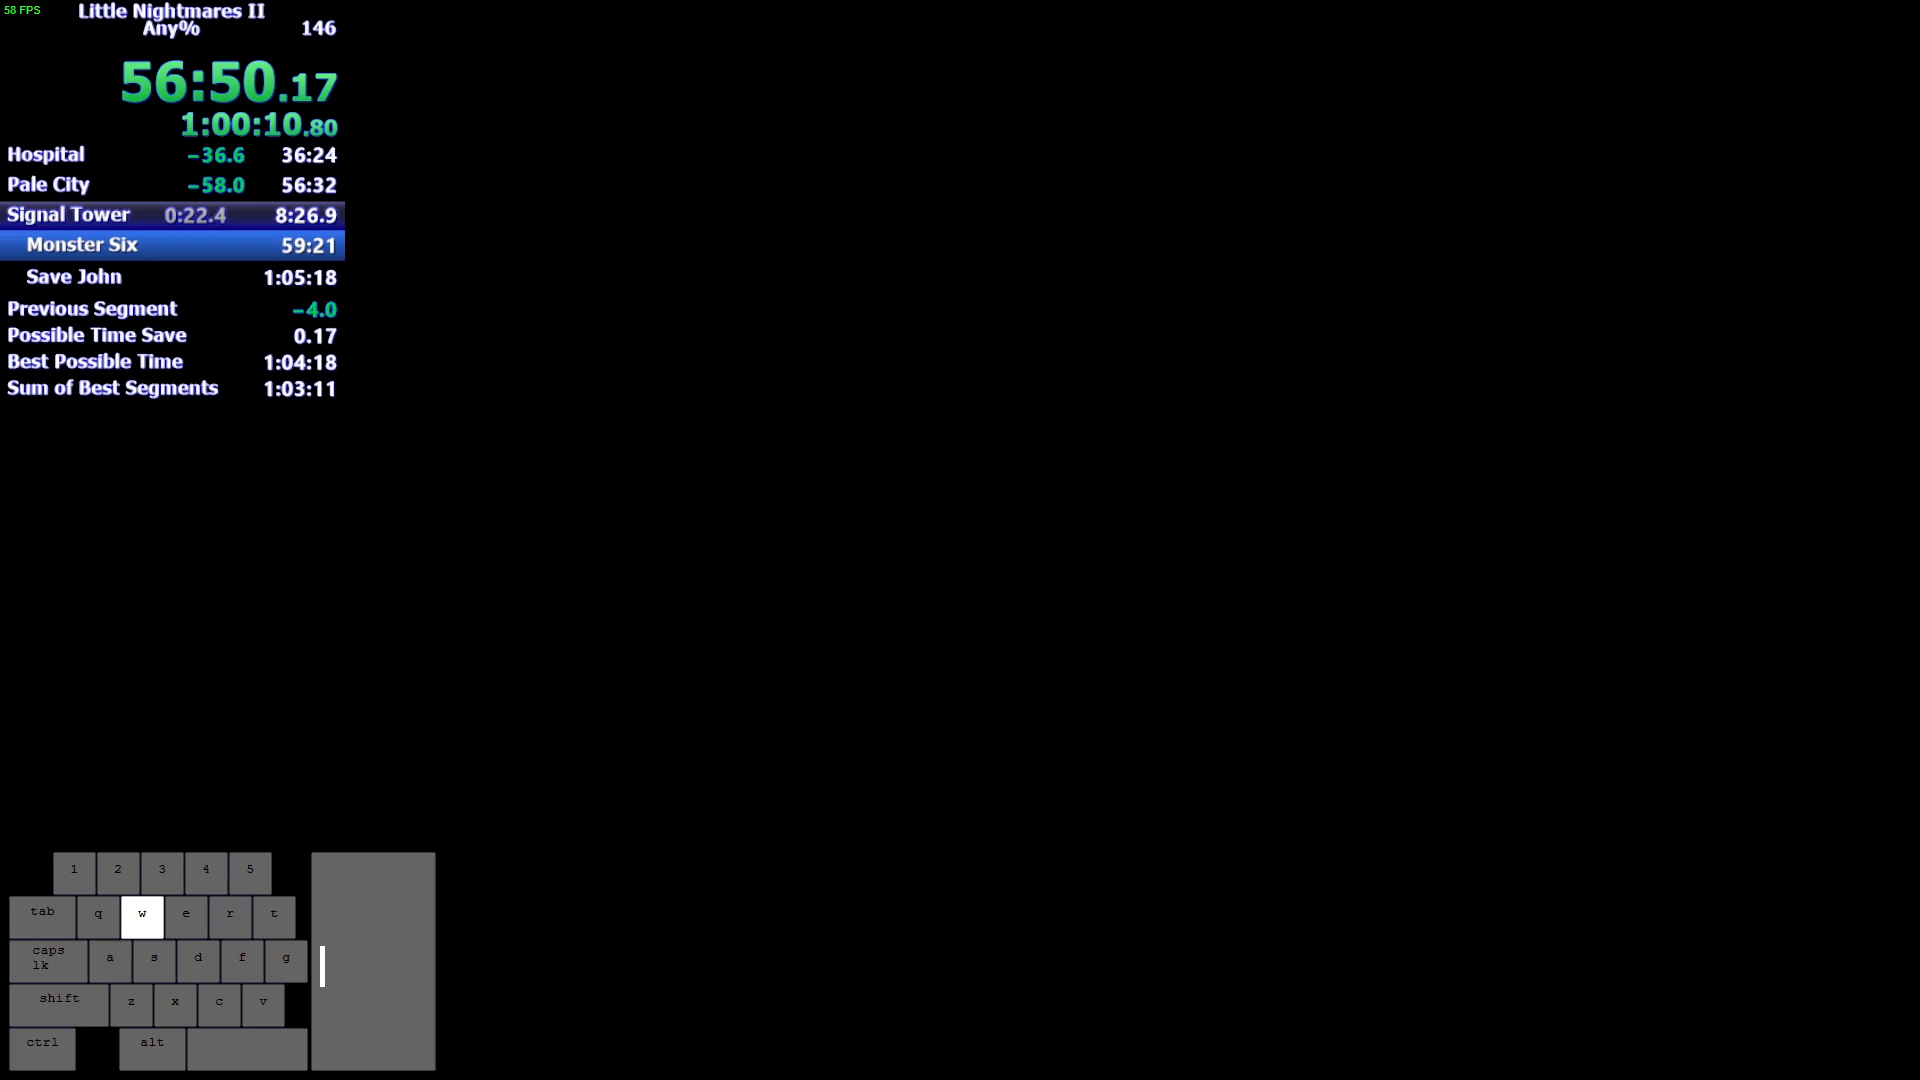 58 FPS
Little Nightmares II
Any% 146
56:50.17
1:00:10.80
Hospital -36.6 36:24
Pale City -58.0 56:32
Signal Tower 0:22.4 8:26.9
Monster Six 59:21
Save John 1:05:18
Previous Segment -4.0
Possible Time Save 0.17
Best Possible Time 1:04:18
Sum of Best Segments 1:03:11
1 2 3 4 5
tab q w e r t
caps lk a s d f g
shift z x c v
ctrl alt